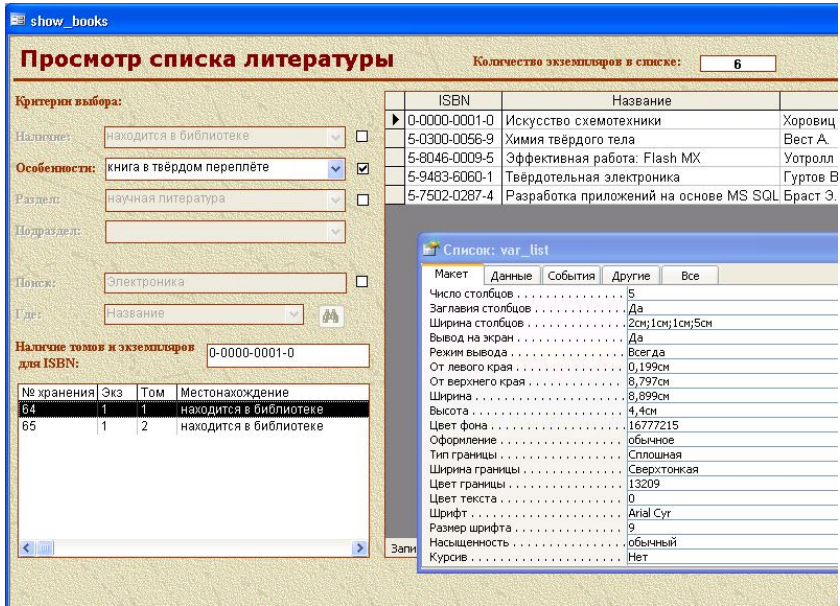 show_books
Просмотр списка литературы
Количество экземпляров в списке: 6
Критерии выбора:
Наличие: находится в библиотеке
Особенности: книга в твёрдом переплёте
Раздел: научная литература
Подраздел:
Поиск: Электроника
Где: Название
Наличие томов и экземпляров
для ISBN: 0-0000-0001-0
№ хранения Экз Том Местонахождение
64 1 1 находится в библиотеке
65 1 2 находится в библиотеке
ISBN Название
0-0000-0001-0 Искусство схемотехники Хоровиц
5-0300-0056-9 Химия твёрдого тела Вест А.
5-8046-0009-5 Эффективная работа: Flash MX Уотролл
5-9483-6060-1 Твёрдотельная электроника Гуртов В
5-7502-0287-4 Разработка приложений на основе MS SQL Браст Э.
Запи
Список: var_list
Макет Данные События Другие Все
Число столбцов . . . . . . . . . . . . . . . 5
Заглавия столбцов . . . . . . . . . . . . Да
Ширина столбцов . . . . . . . . . . . . . 2см;1см;1см;5см
Вывод на экран . . . . . . . . . . . . . . . Да
Режим вывода . . . . . . . . . . . . . . . . Всегда
От левого края . . . . . . . . . . . . . . . 0,199см
От верхнего края . . . . . . . . . . . . . 8,797см
Ширина . . . . . . . . . . . . . . . . . . . . . 8,899см
Высота . . . . . . . . . . . . . . . . . . . . . . 4,4см
Цвет фона . . . . . . . . . . . . . . . . . . . 16777215
Оформление . . . . . . . . . . . . . . . . . обычное
Тип границы . . . . . . . . . . . . . . . . . Сплошная
Ширина границы . . . . . . . . . . . . . . Сверхтонкая
Цвет границы . . . . . . . . . . . . . . . . 13209
Цвет текста . . . . . . . . . . . . . . . . . . 0
Шрифт . . . . . . . . . . . . . . . . . . . . . . Arial Cyr
Размер шрифта . . . . . . . . . . . . . . . 9
Насыщенность . . . . . . . . . . . . . . . . обычный
Курсив . . . . . . . . . . . . . . . . . . . . . . Нет